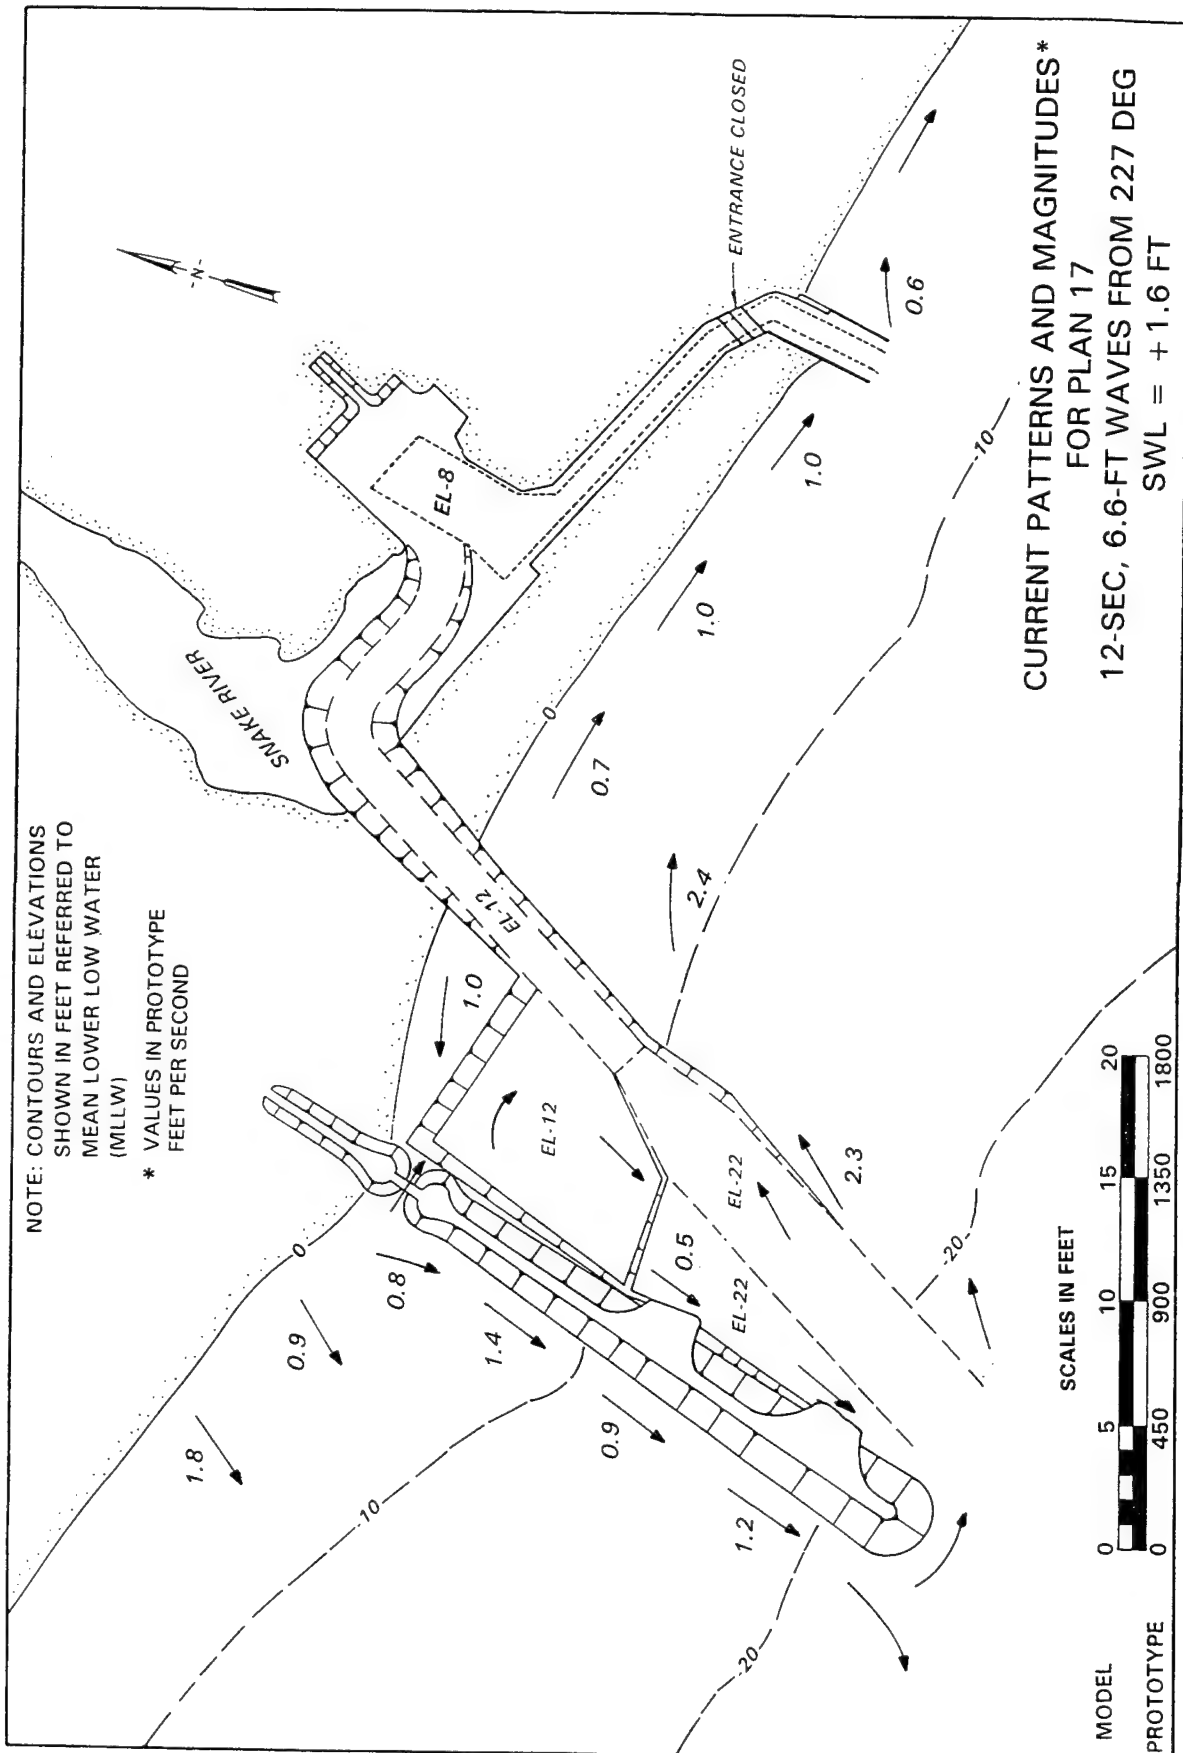 NOTE: CONTOURS AND ELEVATIONS
SHOWN IN FEET REFERRED TO
MEAN LOWER LOW WATER
(MLLW)
* VALUES IN PROTOTYPE
FEET PER SECOND
SNAKE RIVER
-N-
EL-8
ENTRANCE CLOSED
EL-12
EL-12
EL-22
EL-22
0
0
-10
-10
-20
-20
1.8
0.9
0.8
1.4
0.9
1.2
1.0
0.5
2.3
2.4
0.7
1.0
1.0
0.6
CURRENT PATTERNS AND MAGNITUDES*
FOR PLAN 17
12-SEC, 6.6-FT WAVES FROM 227 DEG
SWL = +1.6 FT
SCALES IN FEET
MODEL 0 5 10 15 20
PROTOTYPE 0 450 900 1350 1800